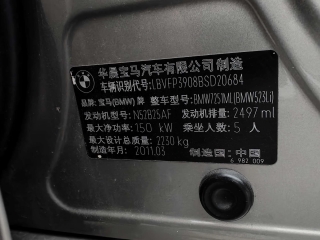 华晨宝马汽车有限公司 制造
车辆识别代号:LBVFP3908BSD20684
品 牌:宝马(BMW)牌 整车型号:BMW7251ML(BMW523Li)
发动机型号:N52B25AF 发动机排量:2497 ml
最大净功率:150 kW 乘坐人数:5 人
最大设计总质量:2230 kg
制造年月:2011.03 制造国:中国
6 982 009